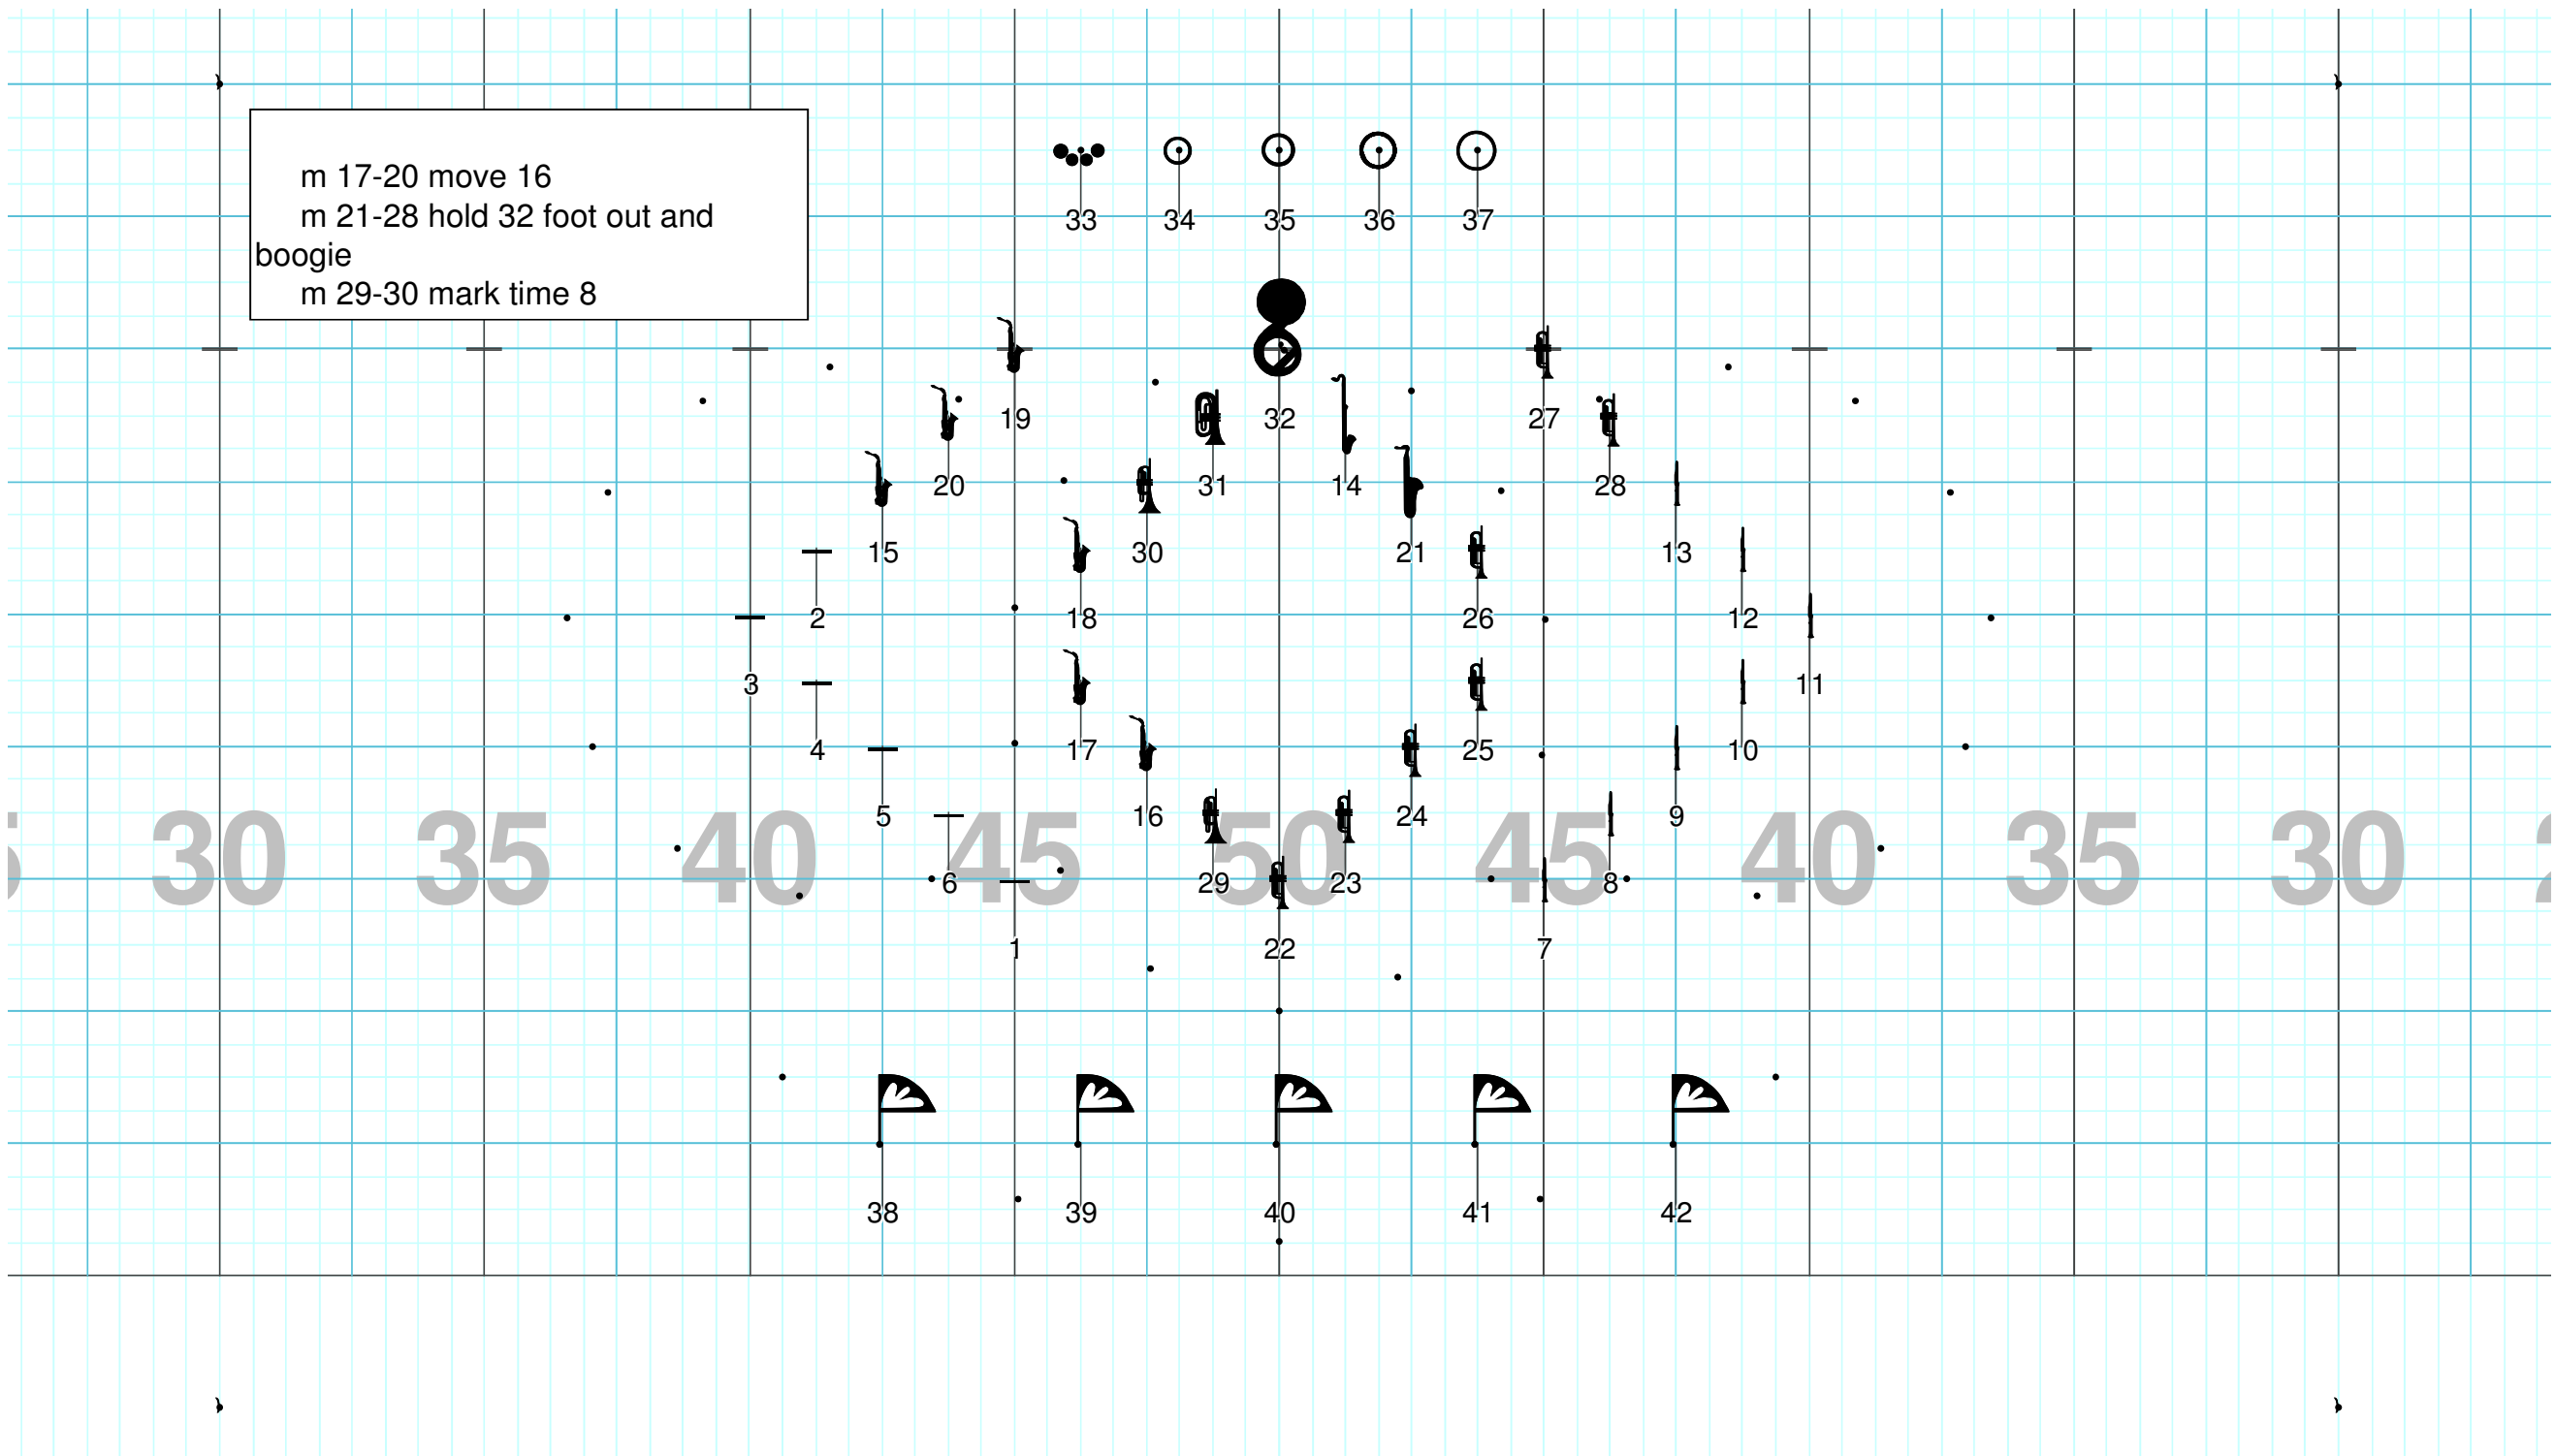 m 17-20 move 16
m 21-28 hold 32 foot out and
boogie
m 29-30 mark time 8
33 34 35 36 37
19 32 27
20 31 14 28
15 30 21 13
2 18 26 12
3 11
4 17 25 10
5 16 24 9
30 35 40 45 50 45 40 35 30
6 29 23 8
1 22 7
38 39 40 41 42